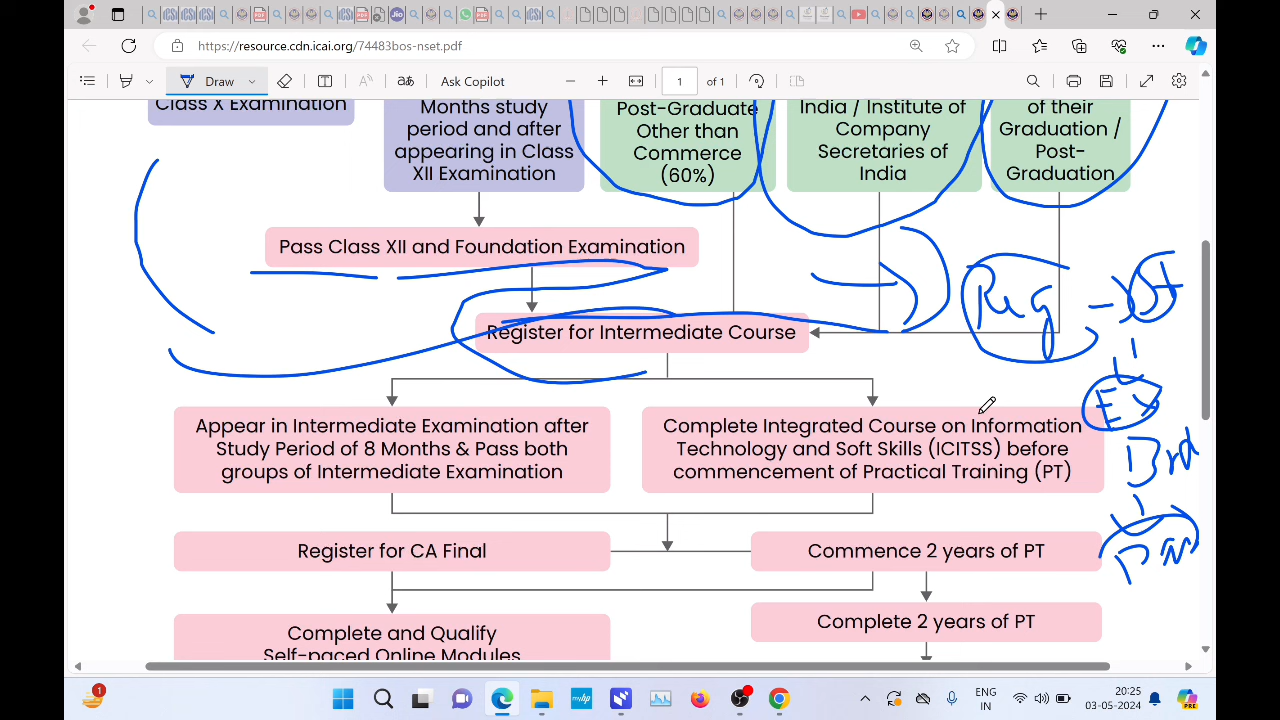 https://resource.cdn.icai.org/74483bos-nset.pdf
Draw
Ask Copilot
1
of 1
Class X Examination
Months study
period and after
appearing in Class
XII Examination
Post-Graduate
Other than
Commerce
(60%)
India / Institute of
Company
Secretaries of
India
of their
Graduation /
Post-
Graduation
Pass Class XII and Foundation Examination
Reg
St
Register for Intermediate Course
Ex
Appear in Intermediate Examination after
Study Period of 8 Months & Pass both
groups of Intermediate Examination
Complete Integrated Course on Information
Technology and Soft Skills (ICITSS) before
commencement of Practical Training (PT)
Register for CA Final
Commence 2 years of PT
Complete and Qualify
Self-paced Online Modules
Complete 2 years of PT
ENG
IN
20:25
03-05-2024